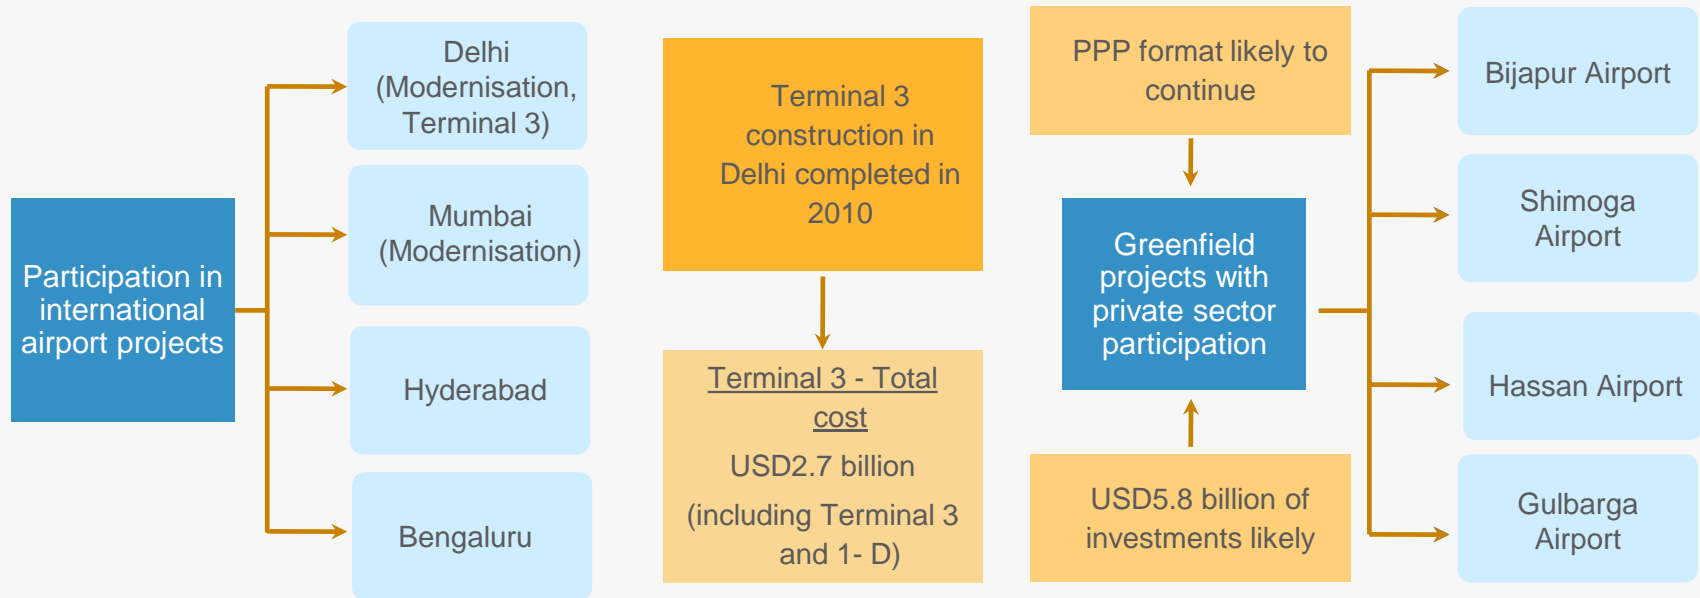 Participation in
international
airport projects
Delhi
(Modernisation,
Terminal 3)
Mumbai
(Modernisation)
Hyderabad
Bengaluru
Terminal 3
construction in
Delhi completed in
2010
Terminal 3 - Total
cost
USD2.7 billion
(including Terminal 3
and 1- D)
PPP format likely to
continue
Greenfield
projects with
private sector
participation
USD5.8 billion of
investments likely
Bijapur Airport
Shimoga
Airport
Hassan Airport
Gulbarga
Airport